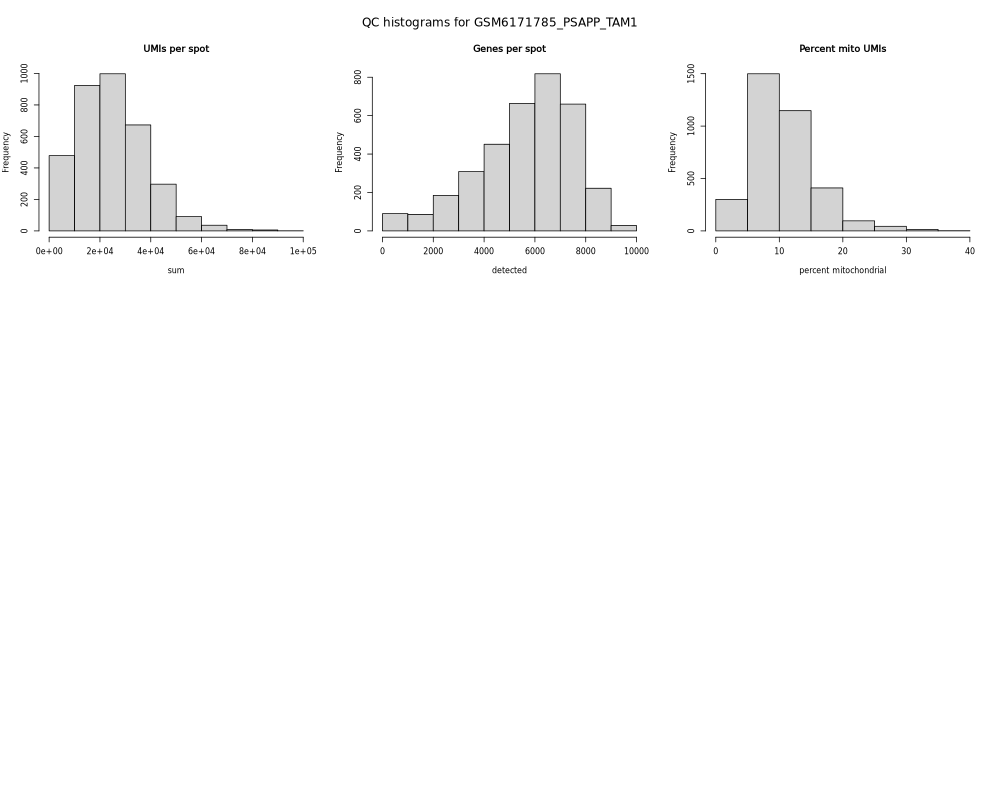 QC histograms for GSM6171785_PSAPP_TAM1
UMIs per spot
Frequency
0 200 400 600 800 1000
0e+00 2e+04 4e+04 6e+04 8e+04 1e+05
sum
Genes per spot
Frequency
0 200 400 600 800
0 2000 4000 6000 8000 10000
detected
Percent mito UMIs
Frequency
0 500 1000 1500
0 10 20 30 40
percent mitochondrial